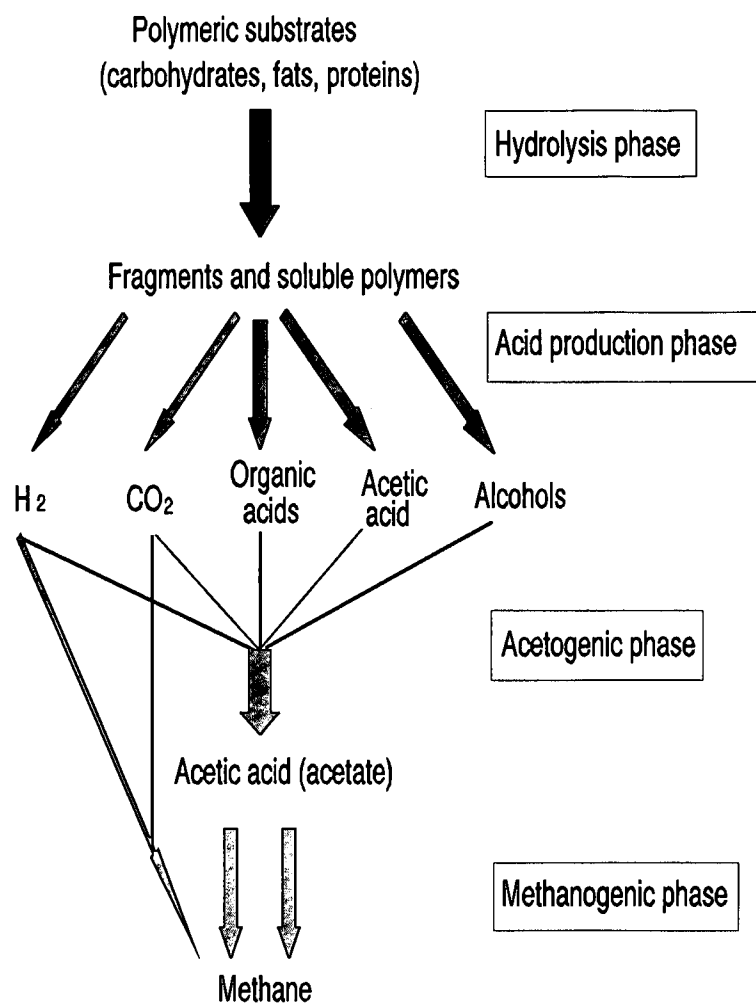 Polymeric substrates
(carbohydrates, fats, proteins)
Hydrolysis phase
Fragments and soluble polymers
Acid production phase
H2
CO2
Organic
acids
Acetic
acid
Alcohols
Acetogenic phase
Acetic acid (acetate)
Methanogenic phase
Methane